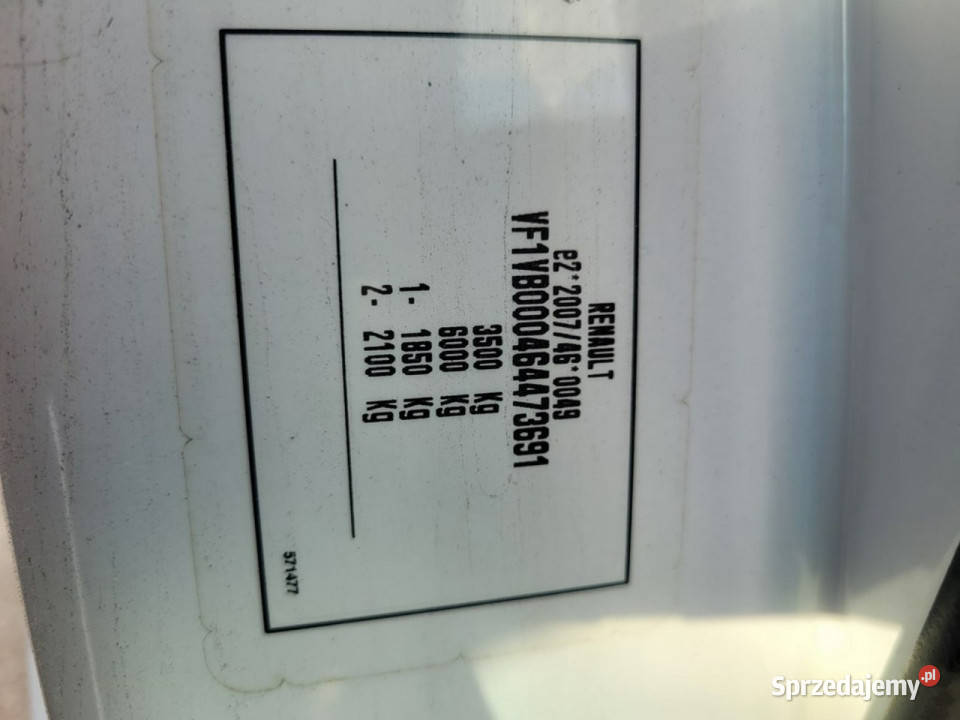 RENAULT
e2*2007//46*0049
VF1VB000464473691
3500 Kg
6000 Kg
1- 1850 Kg
2- 2100 Kg
571477
Sprzedajemy.pl